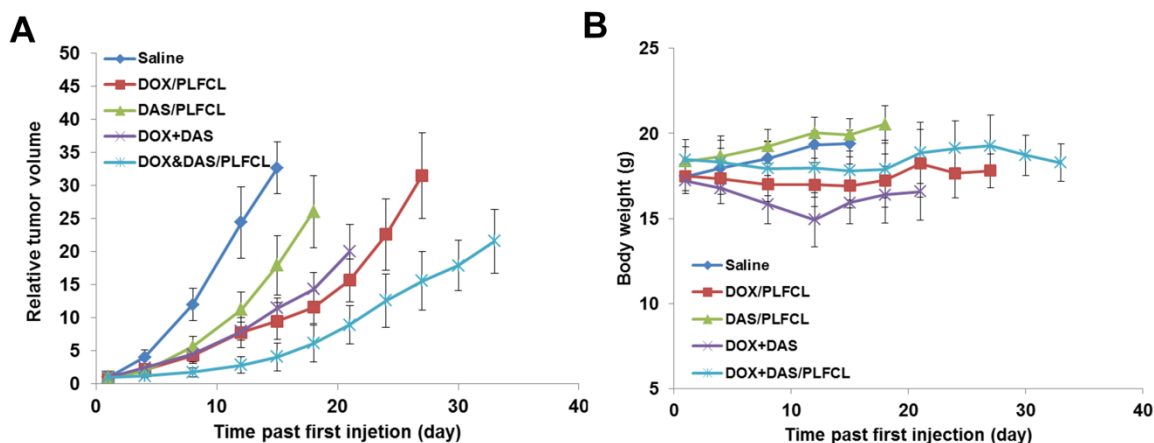 A
50
45
40
35
30
25
20
15
10
5
0
Relative tumor volume
Saline
DOX/PLFCL
DAS/PLFCL
DOX+DAS
DOX&DAS/PLFCL
0 10 20 30 40
Time past first injetion (day)
B
25
20
15
10
5
Body weight (g)
Saline
DOX/PLFCL
DAS/PLFCL
DOX+DAS
DOX+DAS/PLFCL
0 10 20 30 40
Time past first injection (day)